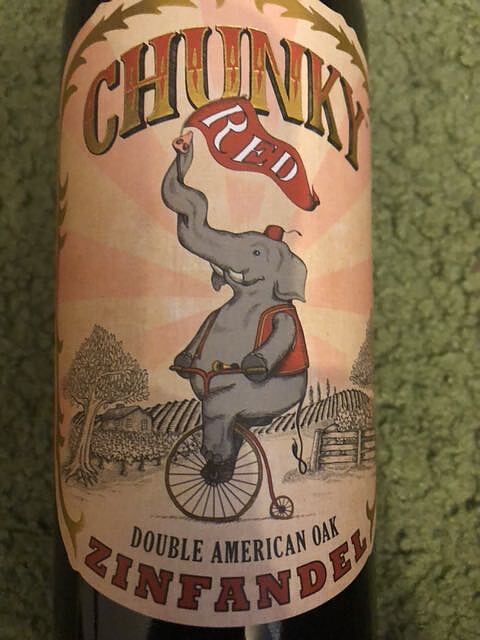 CHUNKY
RED
DOUBLE AMERICAN OAK
ZINFANDEL